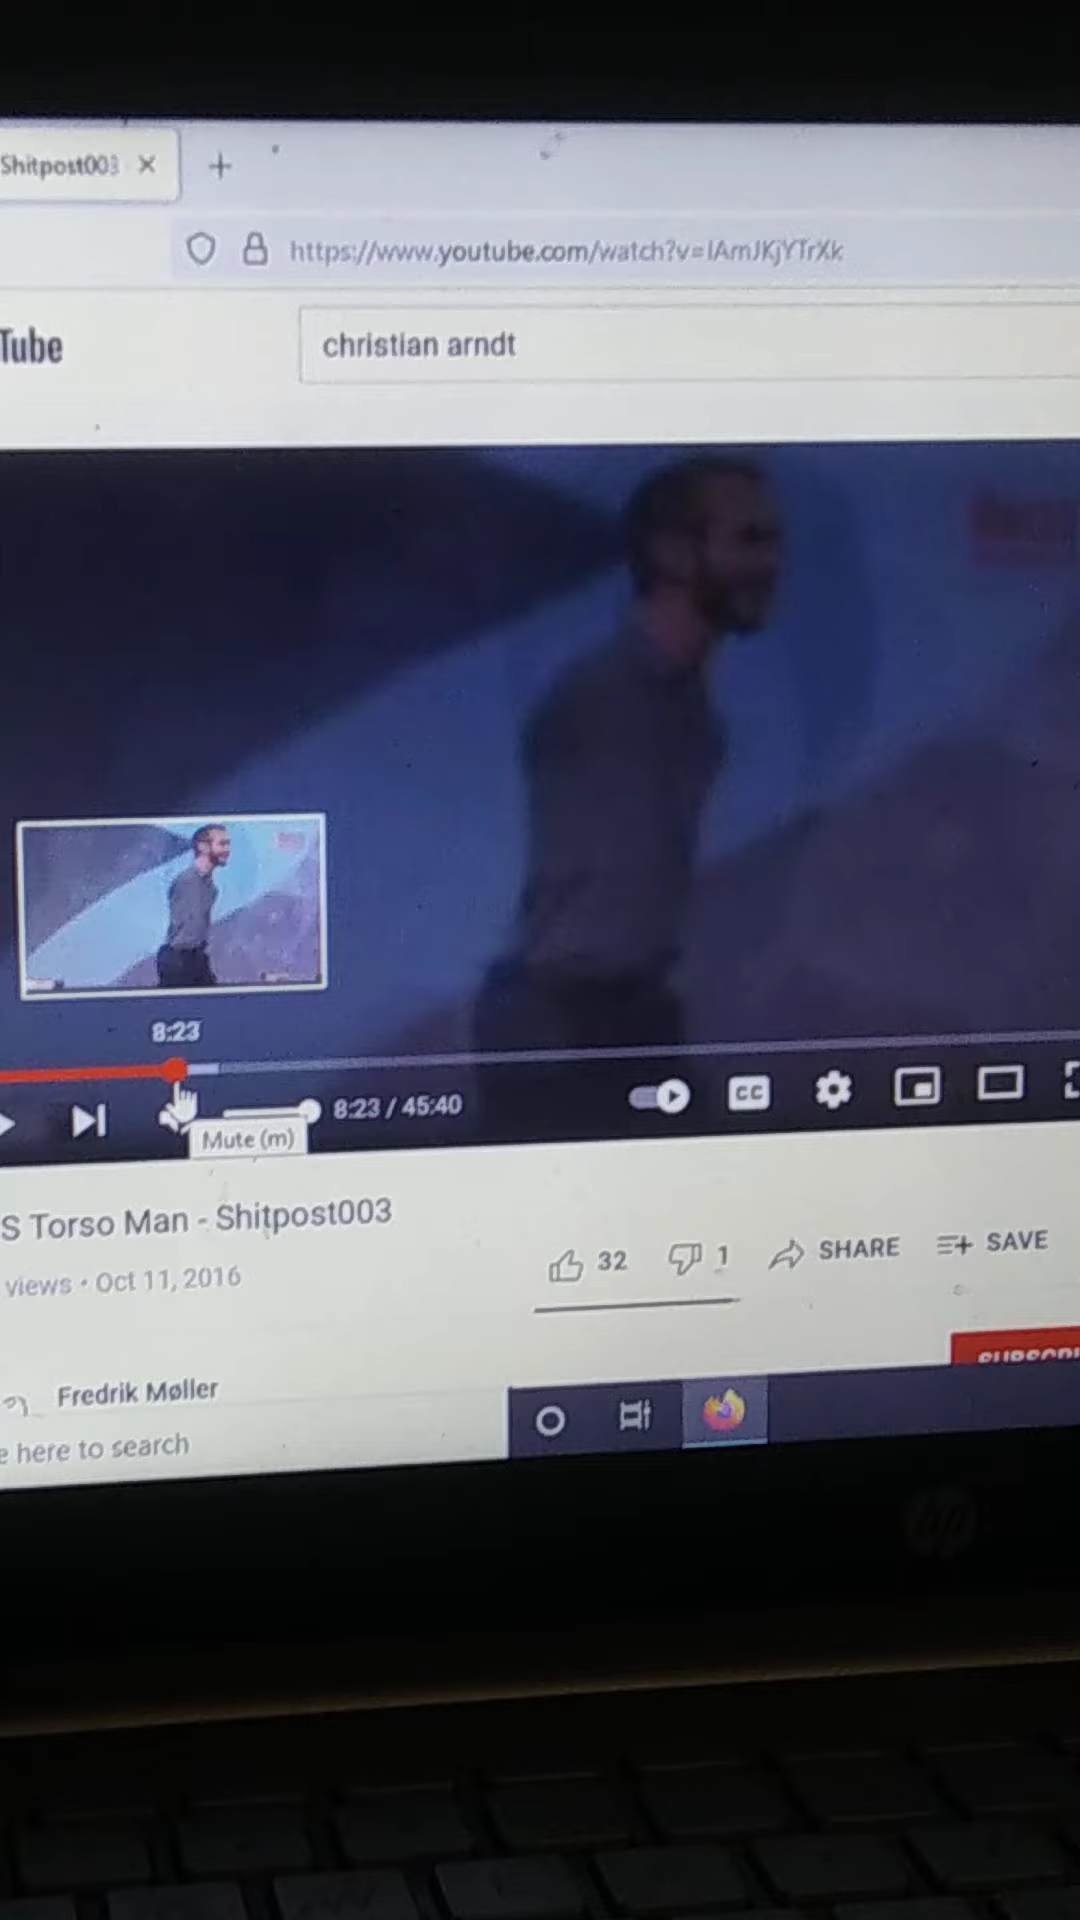 Shitpost003
https://www.youtube.com/watch?v=IAmJKjYTrXk
Tube
christian arndt
8:23
8:23 / 45:40
CC
Mute (m)
S Torso Man - Shitpost003
32
1
SHARE
SAVE
views • Oct 11, 2016
Fredrik Møller
e here to search
hp